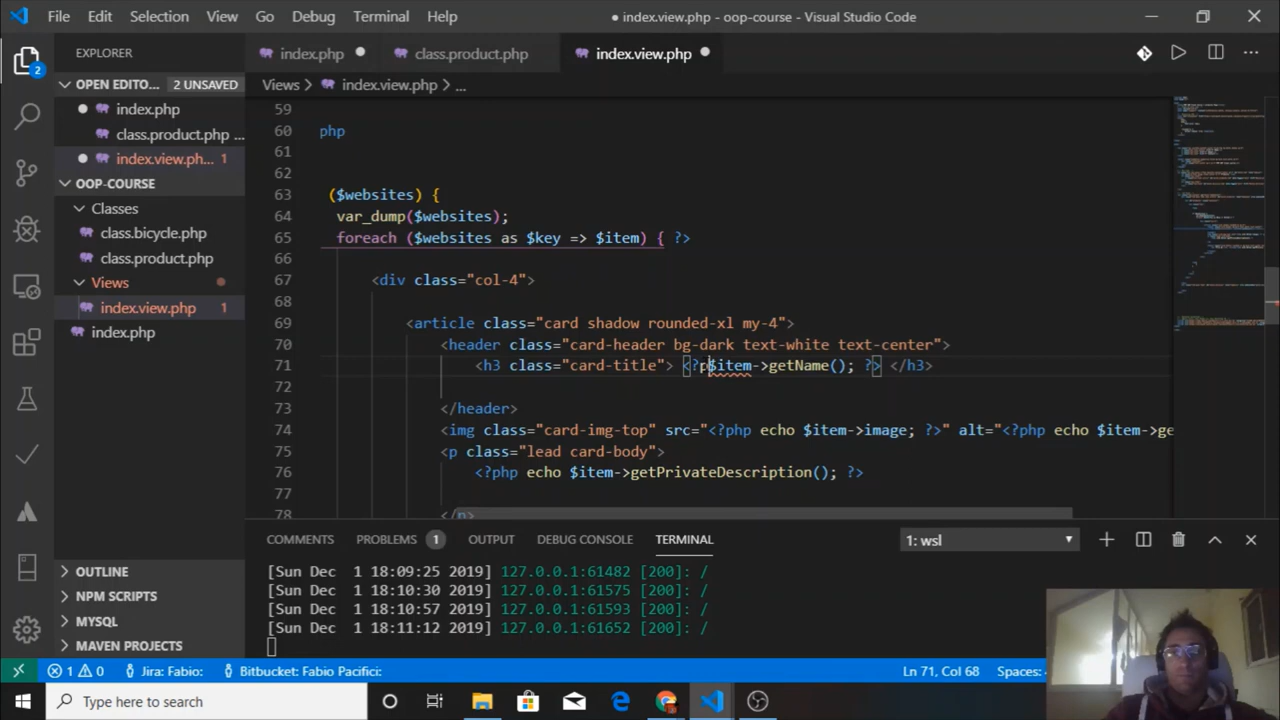 File Edit Selection View Go Debug Terminal Help
● index.view.php - oop-course - Visual Studio Code
EXPLORER
index.php
class.product.php
index.view.php
OPEN EDITO... 2 UNSAVED
index.php
class.product.php ...
index.view.ph... 1
OOP-COURSE
Classes
class.bicycle.php
class.product.php
Views
index.view.php 1
index.php
OUTLINE
NPM SCRIPTS
MYSQL
MAVEN PROJECTS
2
Views > index.view.php > ...
59
60 php
61
62
63 ($websites) {
64 var_dump($websites);
65 foreach ($websites as $key => $item) { ?>
66
67 <div class="col-4">
68
69 <article class="card shadow rounded-xl my-4">
70 <header class="card-header bg-dark text-white text-center">
71 <h3 class="card-title"> <?p$item->getName(); ?> </h3>
72
73 </header>
74 <img class="card-img-top" src="<?php echo $item->image; ?>" alt="<?php echo $item->ge
75 <p class="lead card-body">
76 <?php echo $item->getPrivateDescription(); ?>
77
78 </p>
COMMENTS PROBLEMS 1 OUTPUT DEBUG CONSOLE TERMINAL 1: wsl
[Sun Dec 1 18:09:25 2019] 127.0.0.1:61482 [200]: /
[Sun Dec 1 18:10:30 2019] 127.0.0.1:61575 [200]: /
[Sun Dec 1 18:10:57 2019] 127.0.0.1:61593 [200]: /
[Sun Dec 1 18:11:12 2019] 127.0.0.1:61652 [200]: /
1 0 Jira: Fabio: Bitbucket: Fabio Pacifici: Ln 71, Col 68 Spaces:
Type here to search